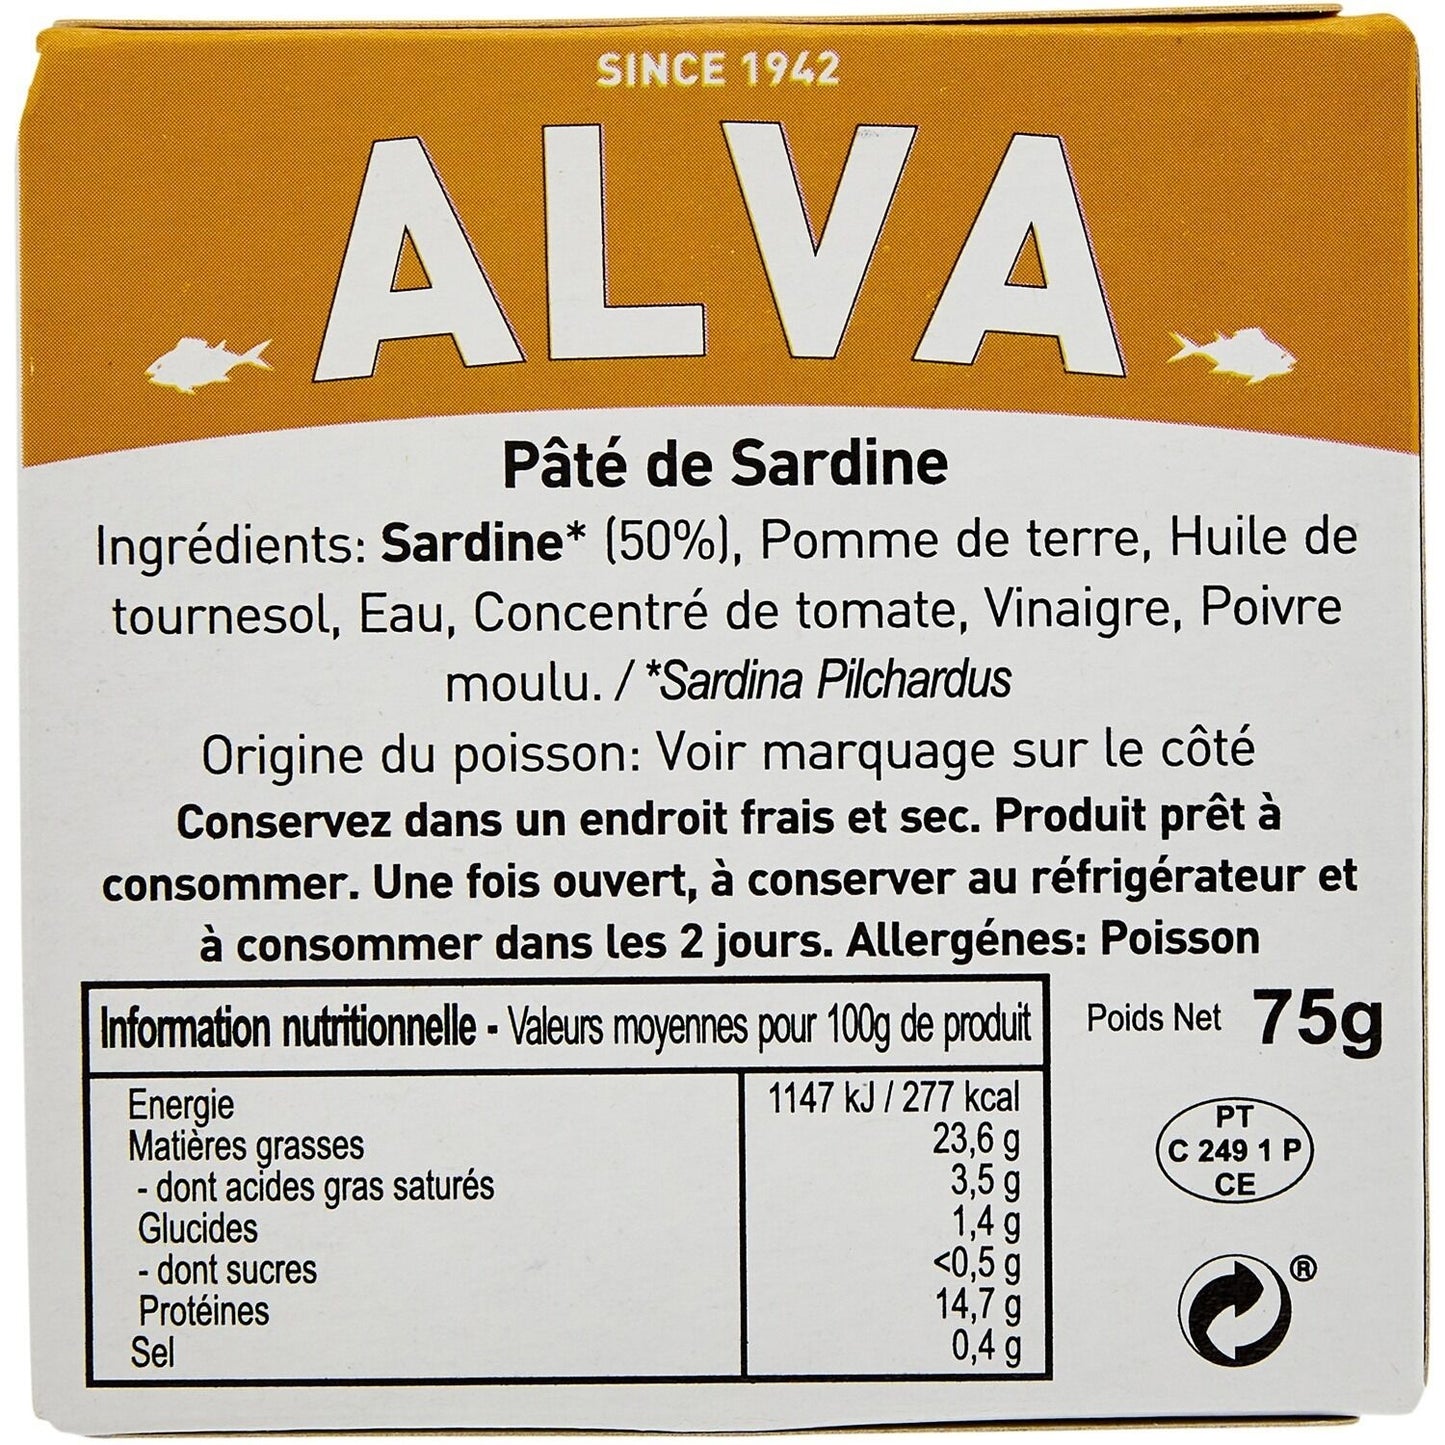 SINCE 1942
ALVA
Pâté de Sardine
Ingrédients: Sardine* (50%), Pomme de terre, Huile de
tournesol, Eau, Concentré de tomate, Vinaigre, Poivre
moulu. / *Sardina Pilchardus
Origine du poisson: Voir marquage sur le côté
Conservez dans un endroit frais et sec. Produit prêt à
consommer. Une fois ouvert, à conserver au réfrigérateur et
à consommer dans les 2 jours. Allergénes: Poisson
Information nutritionnelle - Valeurs moyennes pour 100g de produit
Energie 1147 kJ / 277 kcal
Matières grasses 23,6 g
- dont acides gras saturés 3,5 g
Glucides 1,4 g
- dont sucres <0,5 g
Protéines 14,7 g
Sel 0,4 g
Poids Net 75g
PT
C 249 1 P
CE
®